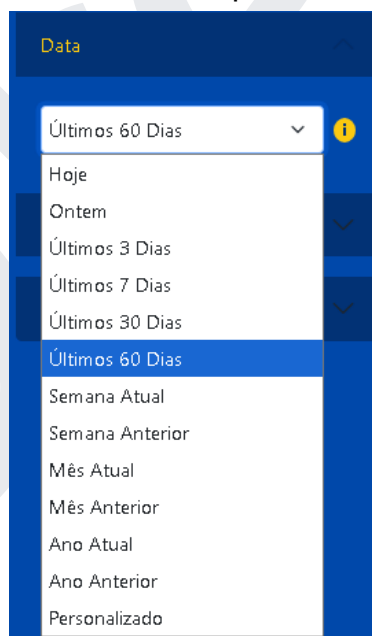 Data
Últimos 60 Dias
i
Hoje
Ontem
Últimos 3 Dias
Últimos 7 Dias
Últimos 30 Dias
Últimos 60 Dias
Semana Atual
Semana Anterior
Mês Atual
Mês Anterior
Ano Atual
Ano Anterior
Personalizado